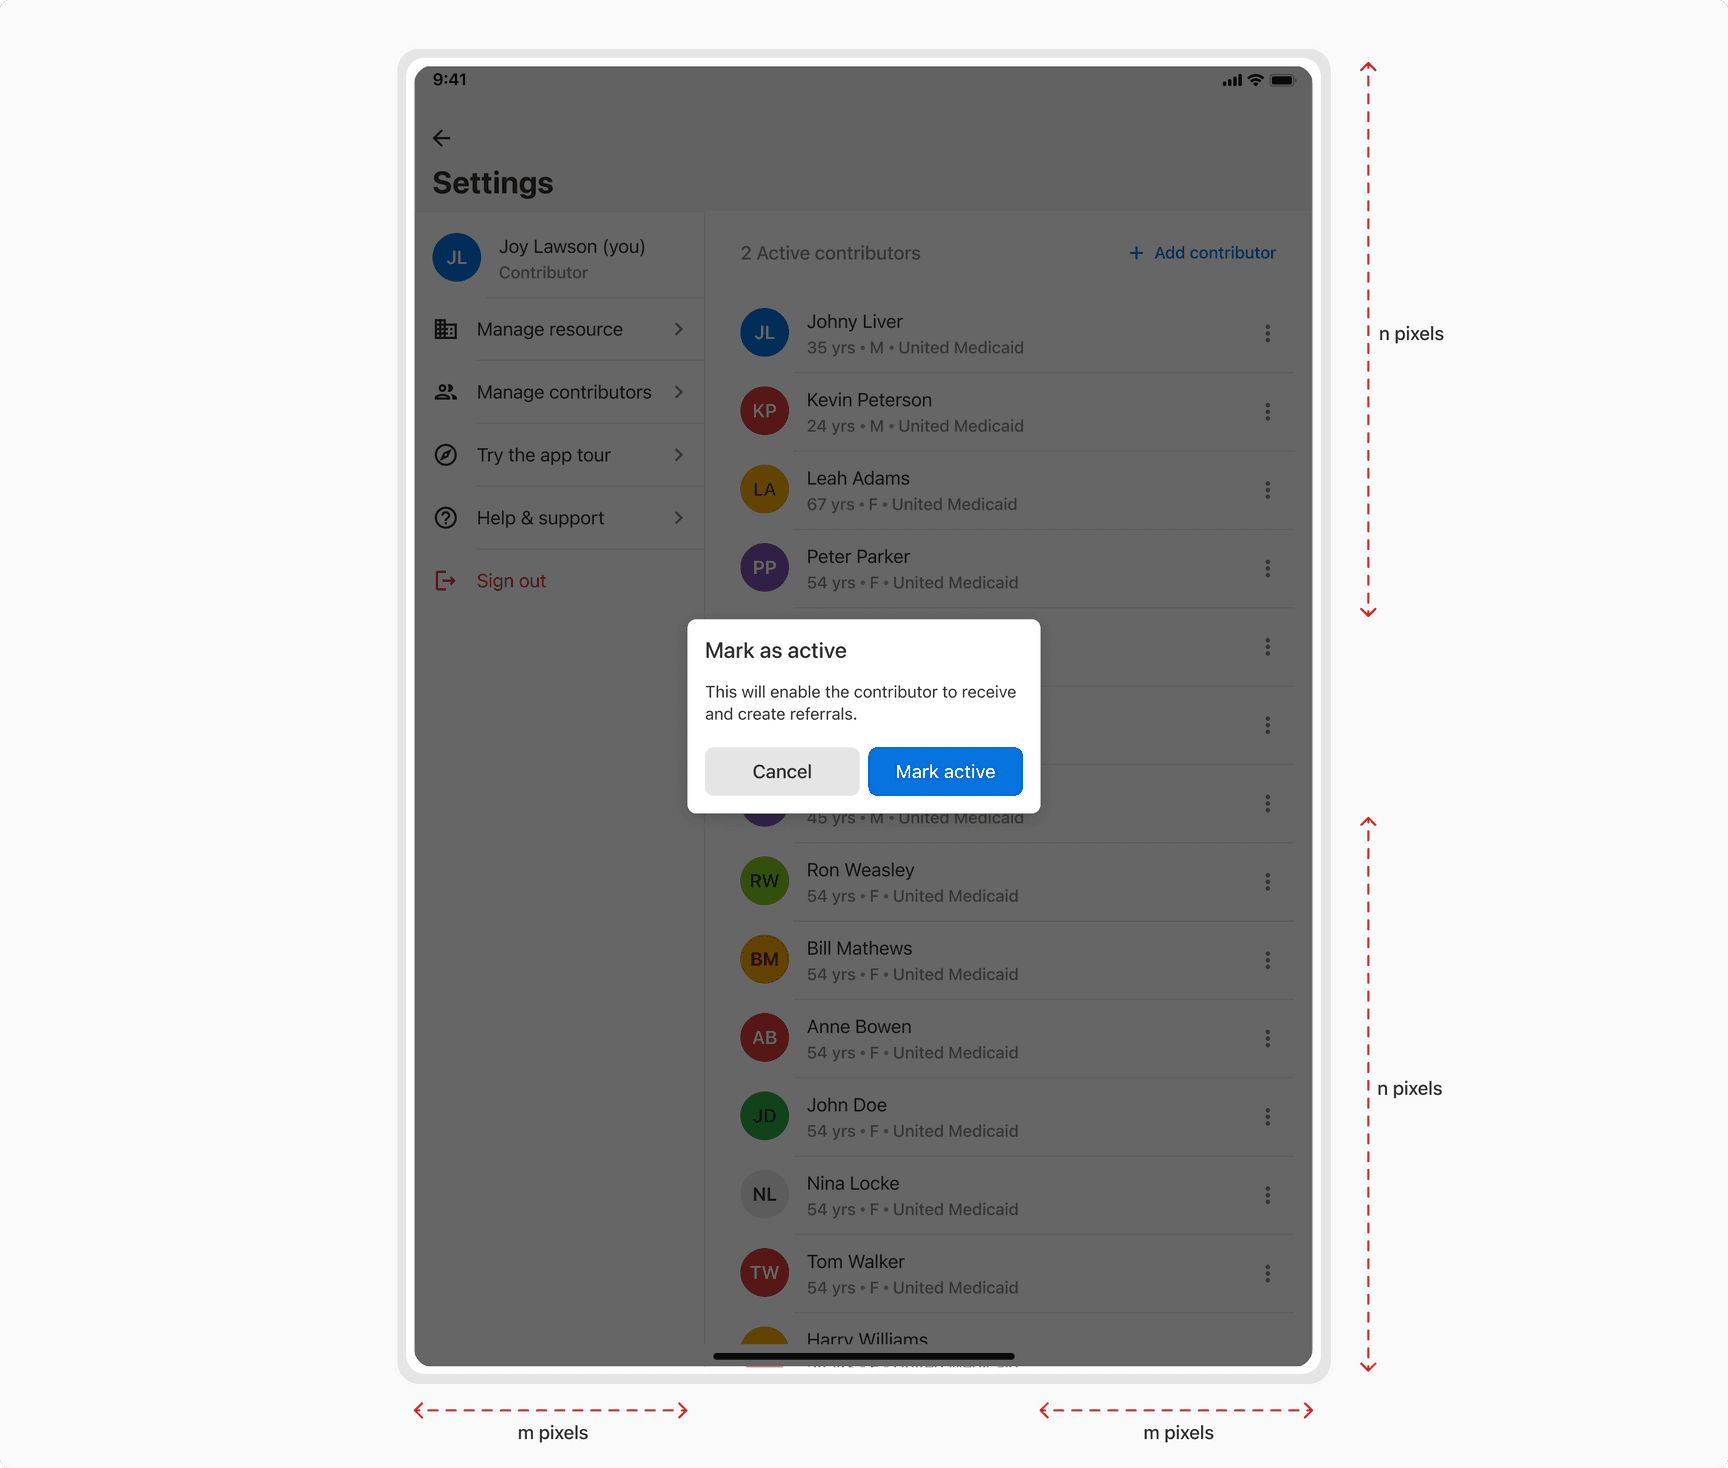 9:41
Settings
JL
Joy Lawson (you)
Contributor
Manage resource
Manage contributors
Try the app tour
Help & support
Sign out
2 Active contributors
+ Add contributor
JL
Johny Liver
35 yrs • M • United Medicaid
KP
Kevin Peterson
24 yrs • M • United Medicaid
LA
Leah Adams
67 yrs • F • United Medicaid
PP
Peter Parker
54 yrs • F • United Medicaid
Mark as active
This will enable the contributor to receive
and create referrals.
Cancel
Mark active
45 yrs • M • United Medicaid
RW
Ron Weasley
54 yrs • F • United Medicaid
BM
Bill Mathews
54 yrs • F • United Medicaid
AB
Anne Bowen
54 yrs • F • United Medicaid
JD
John Doe
54 yrs • F • United Medicaid
NL
Nina Locke
54 yrs • F • United Medicaid
TW
Tom Walker
54 yrs • F • United Medicaid
Harry Williams
n pixels
n pixels
m pixels
m pixels